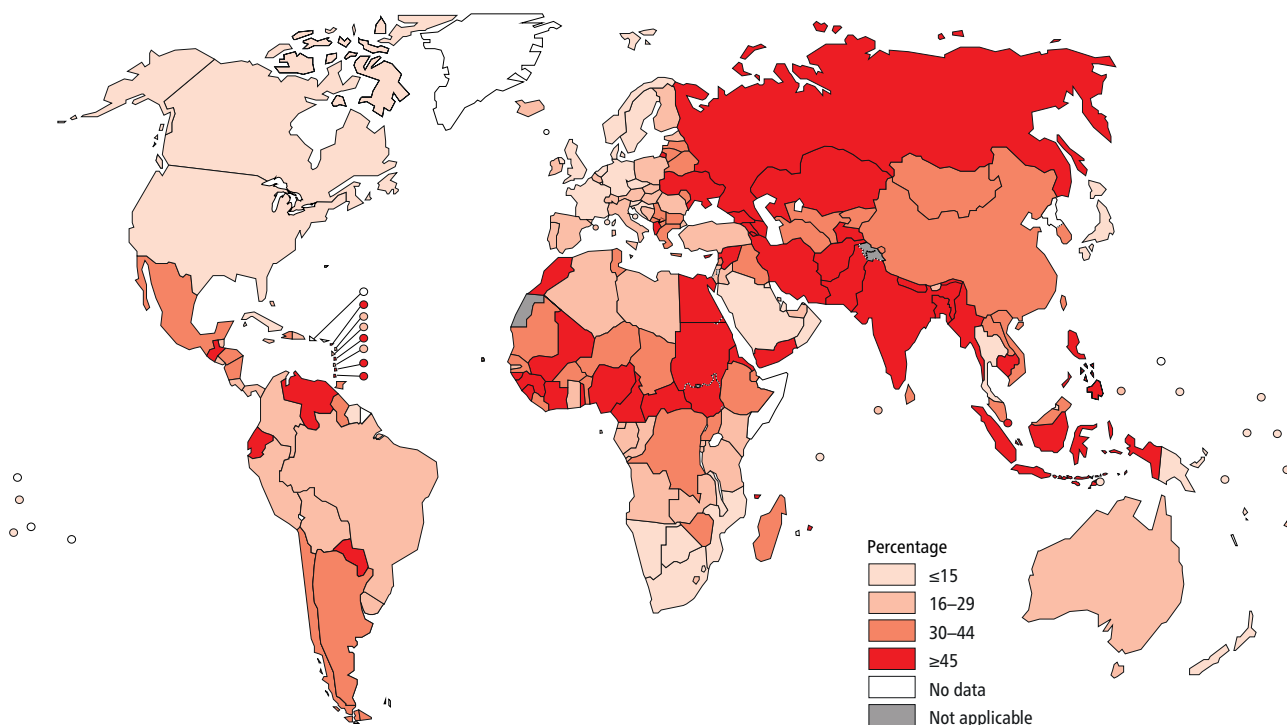 Percentage
≤15
16–29
30–44
≥45
No data
Not applicable